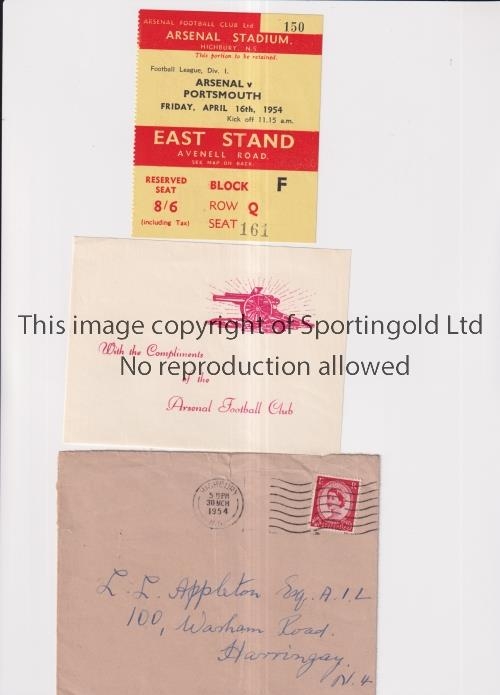 ARSENAL FOOTBALL CLUB Ltd
150
ARSENAL STADIUM.
HIGHBURY N.5
This portion to be retained.
Football League, Div. I.
ARSENAL v
PORTSMOUTH
FRIDAY, APRIL 16th, 1954
Kick off 11.15 a.m.
EAST STAND
AVENELL ROAD.
SEE MAP ON BACK.
RESERVED
SEAT
8/6
(including Tax)
BLOCK F
ROW Q
SEAT 161
This image copyright of Sportingold Ltd
No reproduction allowed
With the Compliments
of the
Arsenal Football Club
HIGHBURY
5 PM
30 MCH
1954
L. L. Appleton Esq. A.I.L
100, Warham Road.
Harringay.
N.4